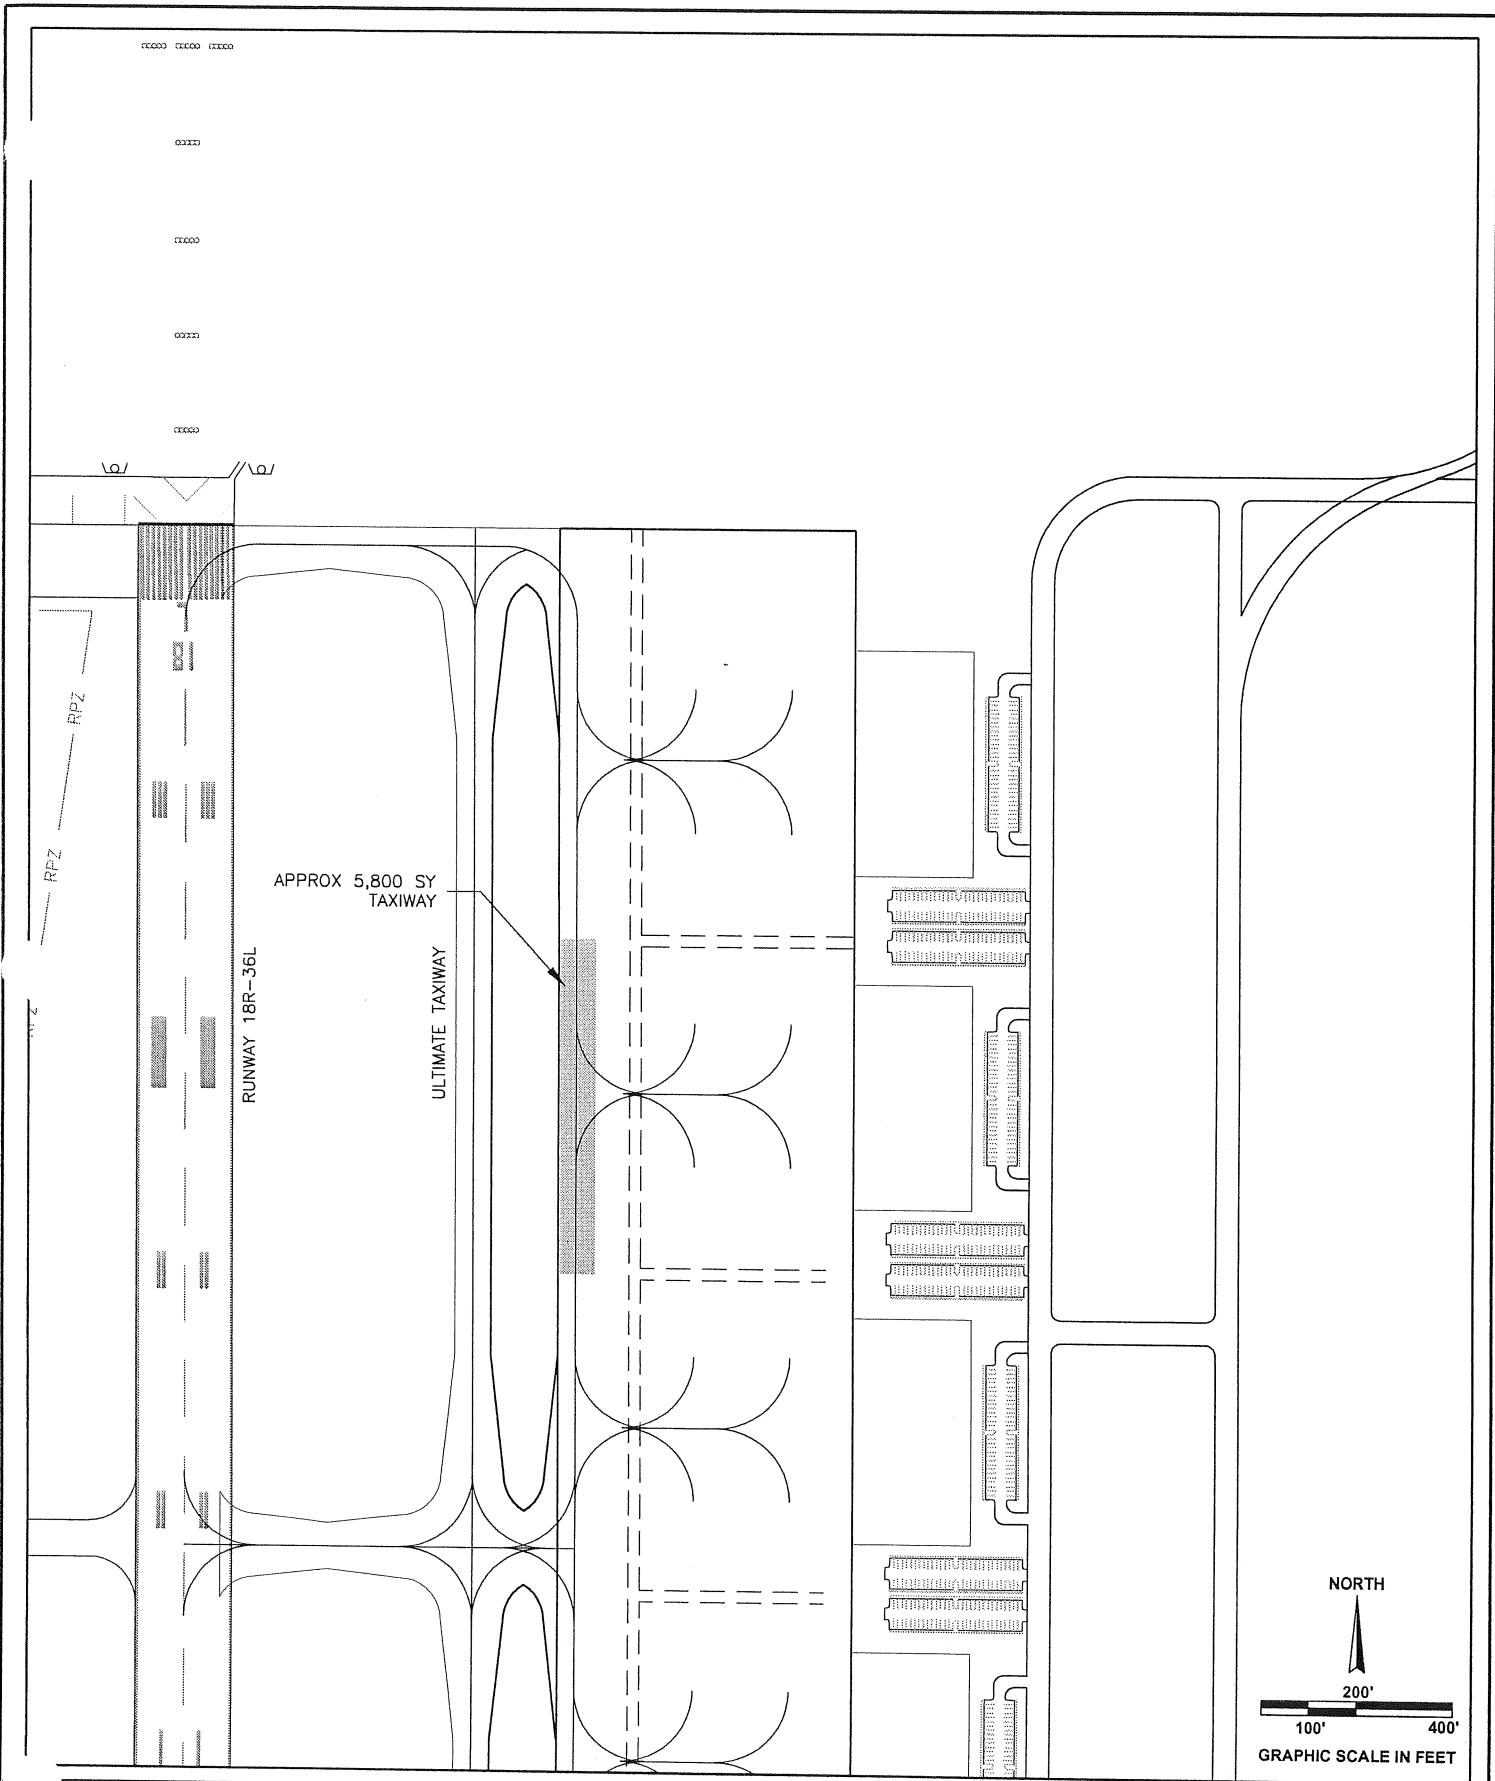 18R
RPZ
RPZ
APPROX 5,800 SY
TAXIWAY
RUNWAY 18R-36L
ULTIMATE TAXIWAY
NORTH
200'
100'
400'
GRAPHIC SCALE IN FEET